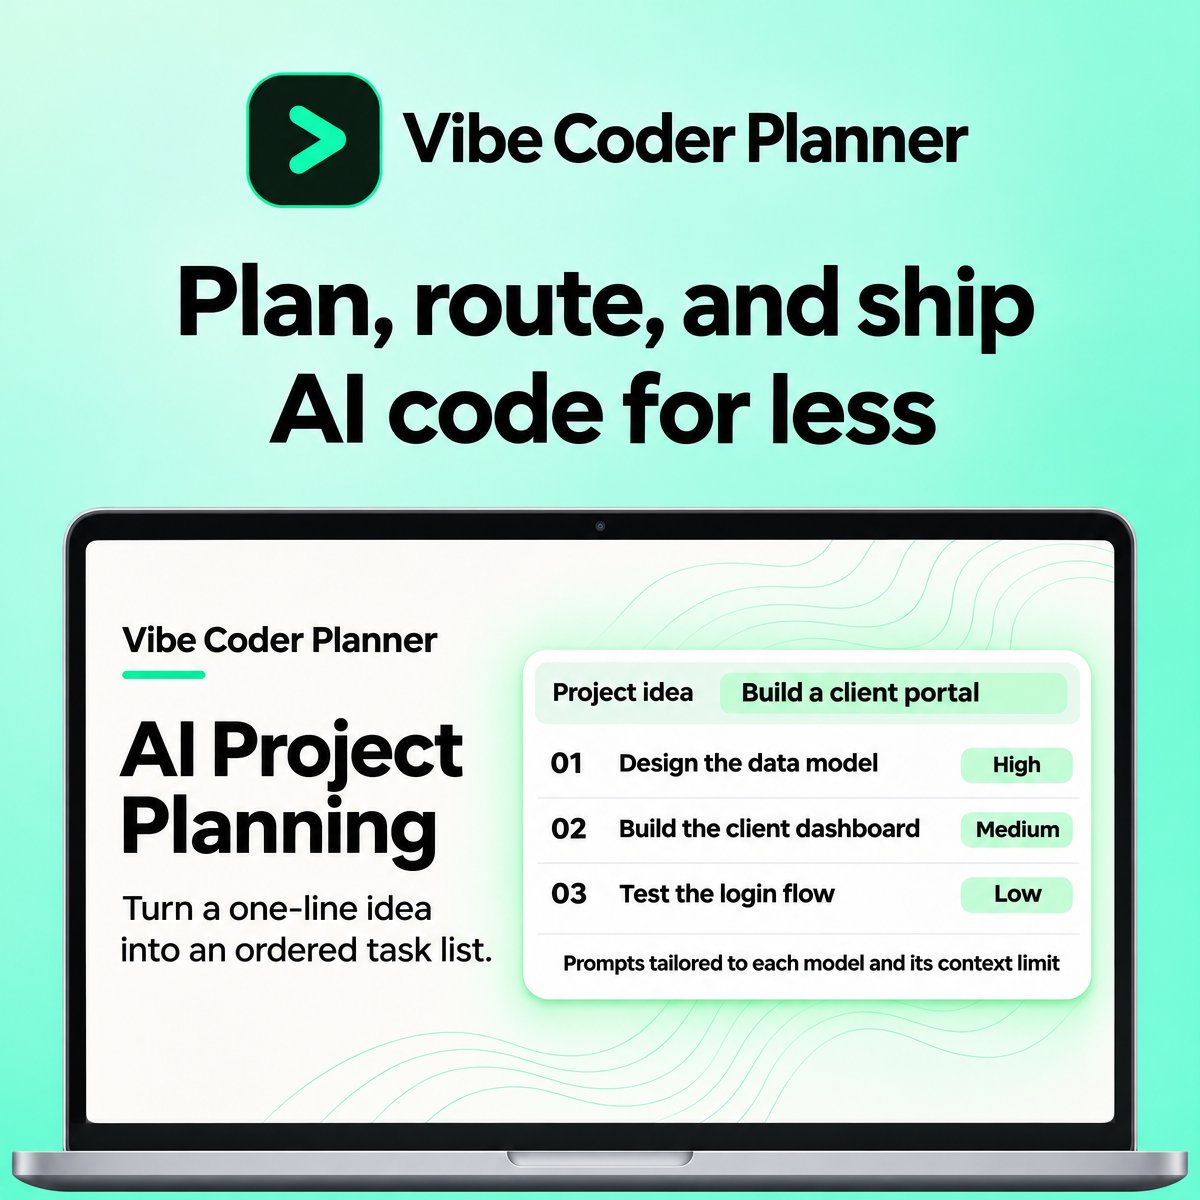 Vibe Coder Planner
Plan, route, and ship
AI code for less
Vibe Coder Planner
AI Project
Planning
Turn a one-line idea
into an ordered task list.
Project idea Build a client portal
01 Design the data model High
02 Build the client dashboard Medium
03 Test the login flow Low
Prompts tailored to each model and its context limit